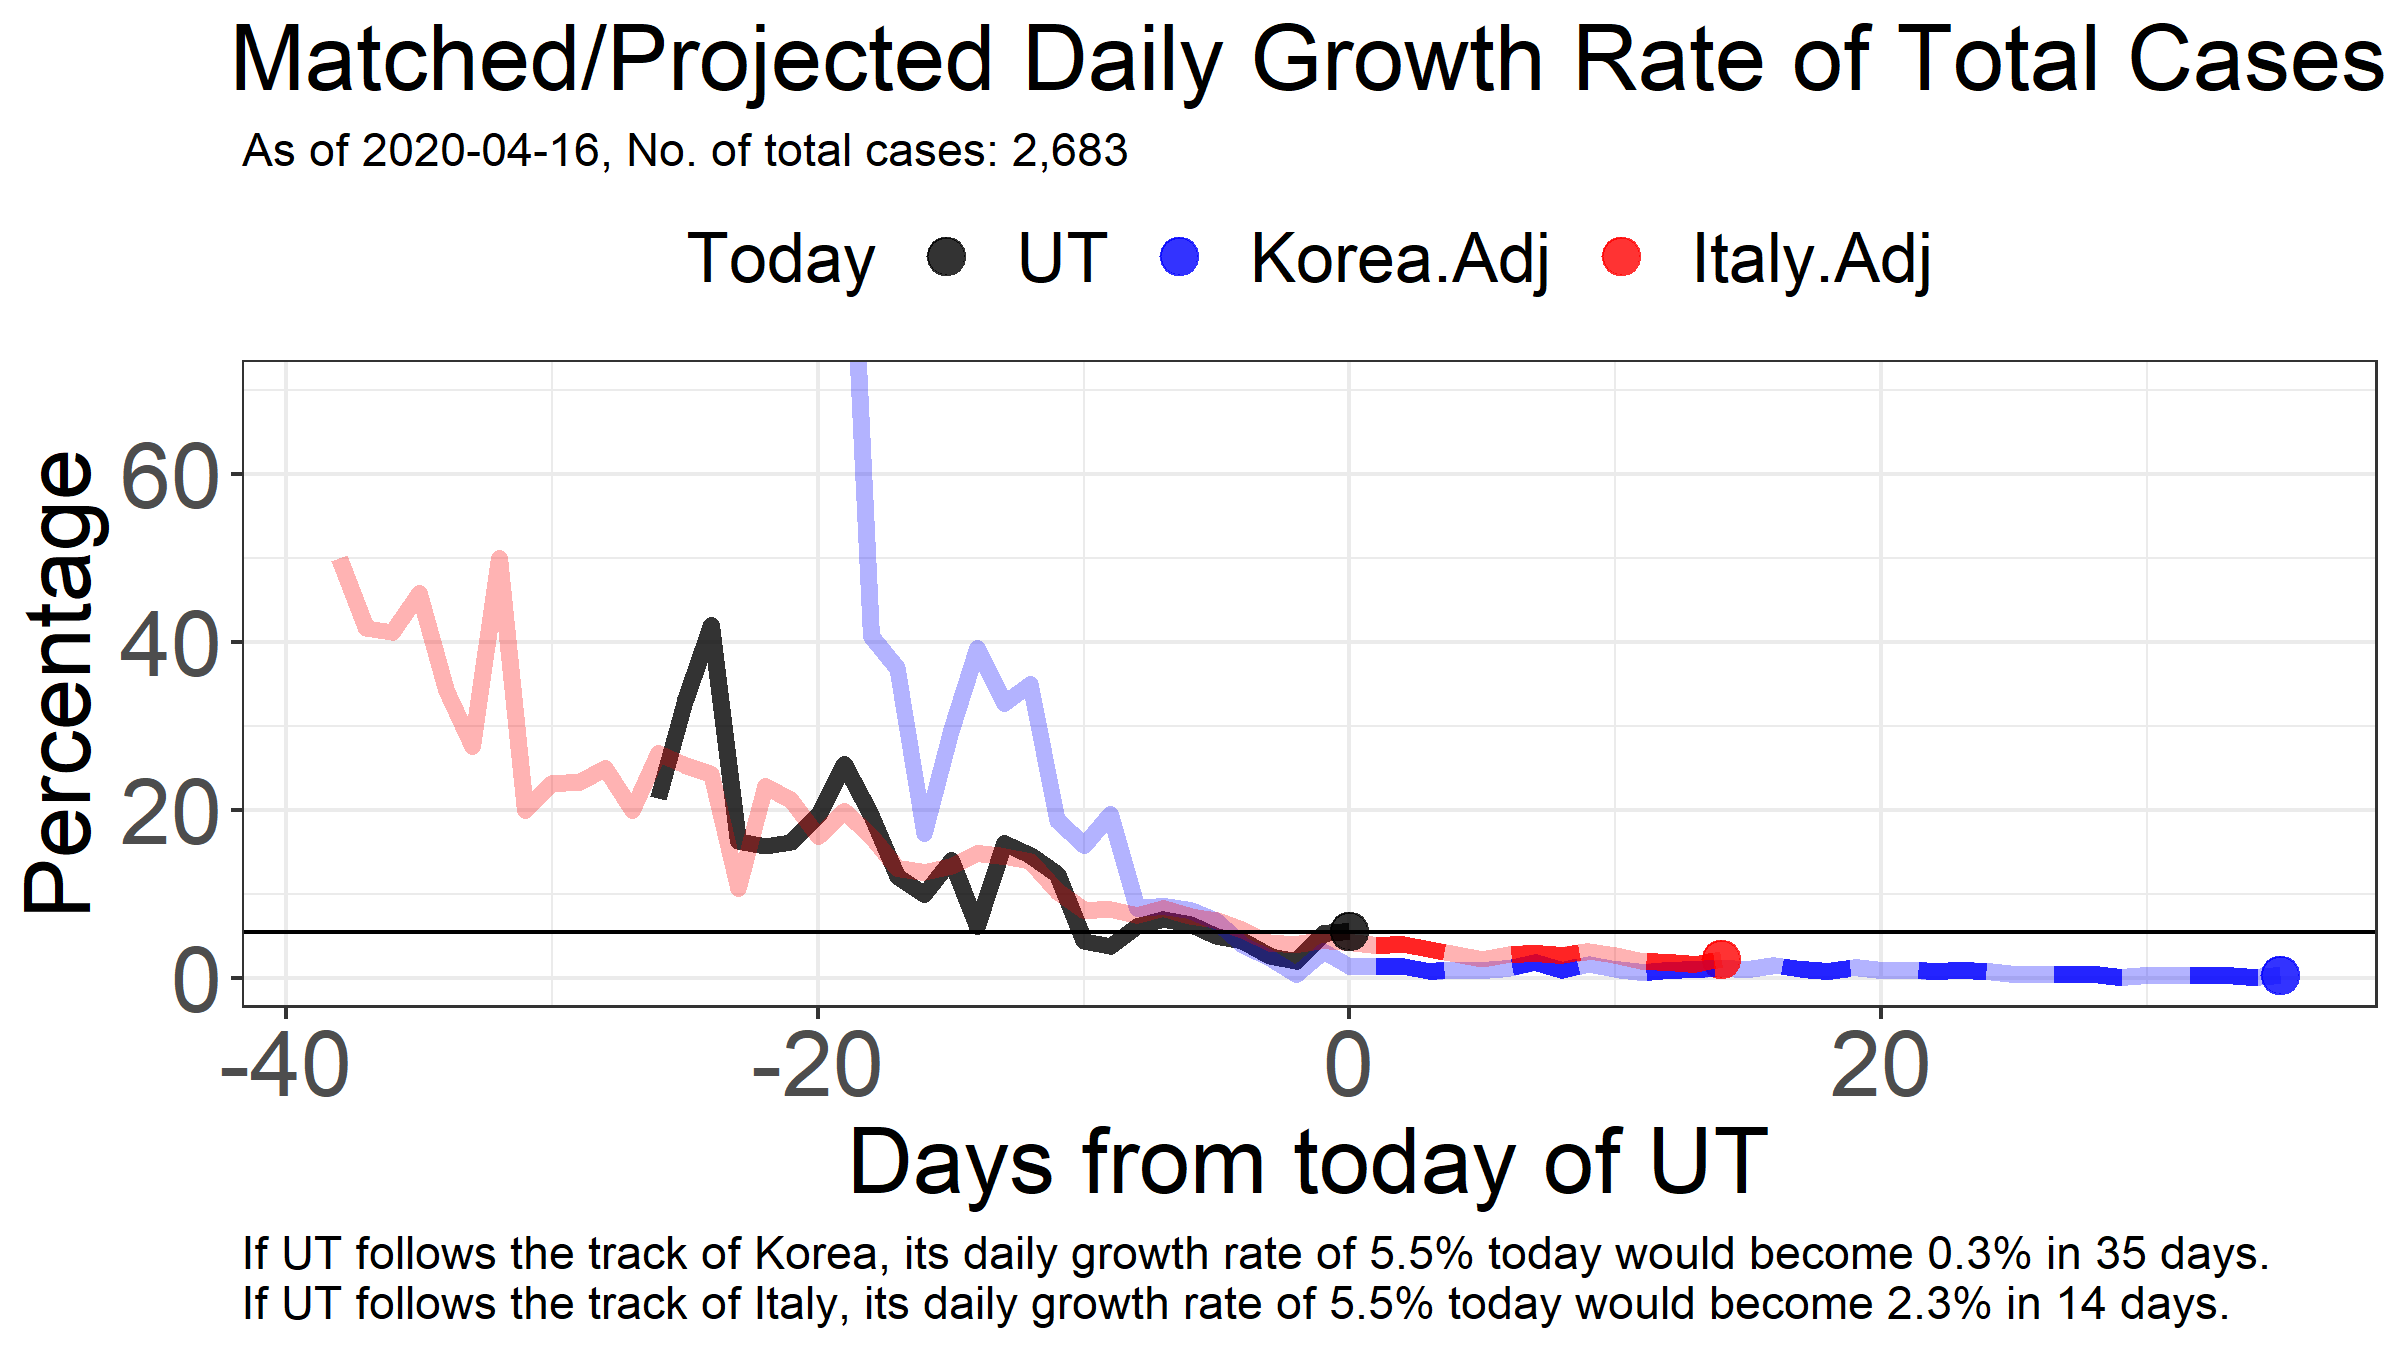 Matched/Projected Daily Growth Rate of Total Cases
As of 2020-04-16, No. of total cases: 2,683
Today UT Korea.Adj Italy.Adj
Percentage
60
40
20
0
-40 -20 0 20
Days from today of UT
If UT follows the track of Korea, its daily growth rate of 5.5% today would become 0.3% in 35 days.
If UT follows the track of Italy, its daily growth rate of 5.5% today would become 2.3% in 14 days.